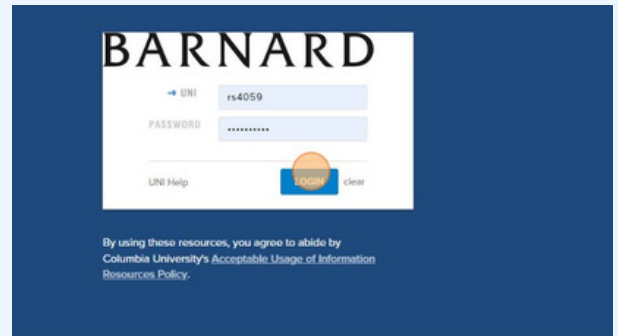 BARNARD
➜ UNI rs4059
PASSWORD ••••••••••
UNI Help LOGIN clear
By using these resources, you agree to abide by
Columbia University's Acceptable Usage of Information
Resources Policy.